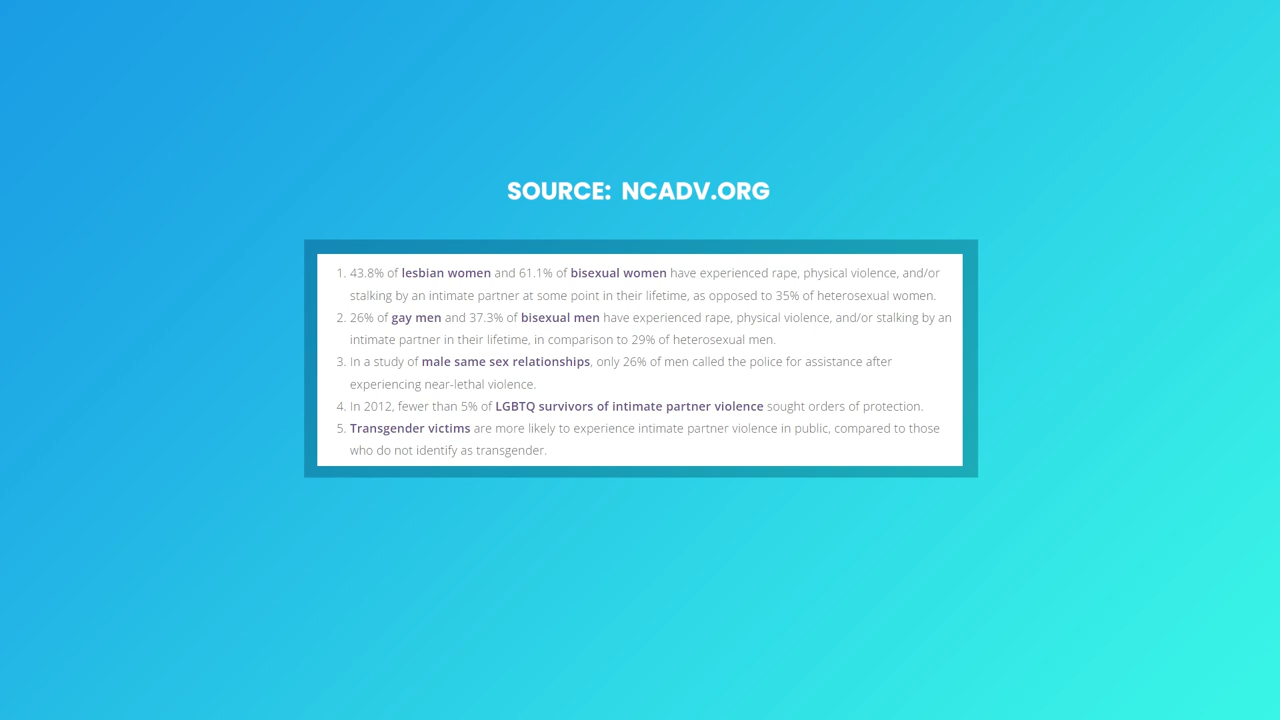 SOURCE: NCADV.ORG
1. 43.8% of lesbian women and 61.1% of bisexual women have experienced rape, physical violence, and/or
stalking by an intimate partner at some point in their lifetime, as opposed to 35% of heterosexual women.
2. 26% of gay men and 37.3% of bisexual men have experienced rape, physical violence, and/or stalking by an
intimate partner in their lifetime, in comparison to 29% of heterosexual men.
3. In a study of male same sex relationships, only 26% of men called the police for assistance after
experiencing near-lethal violence.
4. In 2012, fewer than 5% of LGBTQ survivors of intimate partner violence sought orders of protection.
5. Transgender victims are more likely to experience intimate partner violence in public, compared to those
who do not identify as transgender.